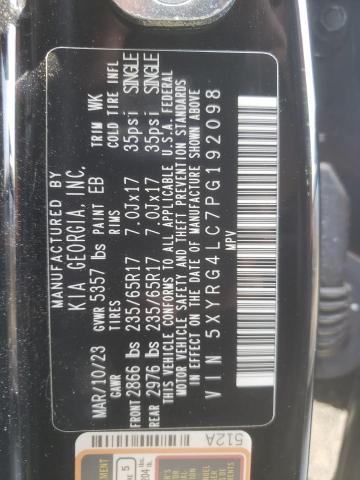 MANUFACTURED BY
KIA GEORGIA, INC.
MAR/10/23 GVWR 5357 lbs PAINT EB TRIM WK
GAWR TIRES RIMS COLD TIRE INFL
FRONT 2866 lbs 235/65R17 7.0Jx17 35psi SINGLE
REAR 2976 lbs 235/65R17 7.0Jx17 35psi SINGLE
THIS VEHICLE CONFORMS TO ALL APPLICABLE U.S.A. FEDERAL
MOTOR VEHICLE SAFETY AND THEFT PREVENTION STANDARDS
IN EFFECT ON THE DATE OF MANUFACTURE SHOWN ABOVE.
VIN 5XYRG4LC7PG192098
MPV
512A
5
204